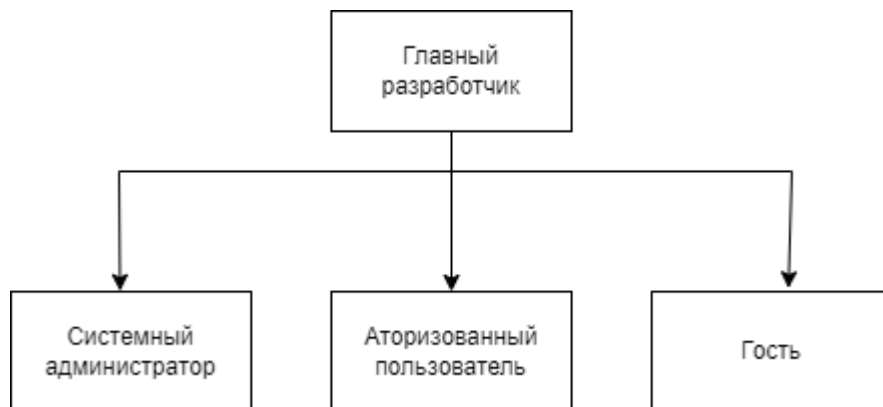 Главный
разработчик
Системный
администратор
Аторизованный
пользователь
Гость